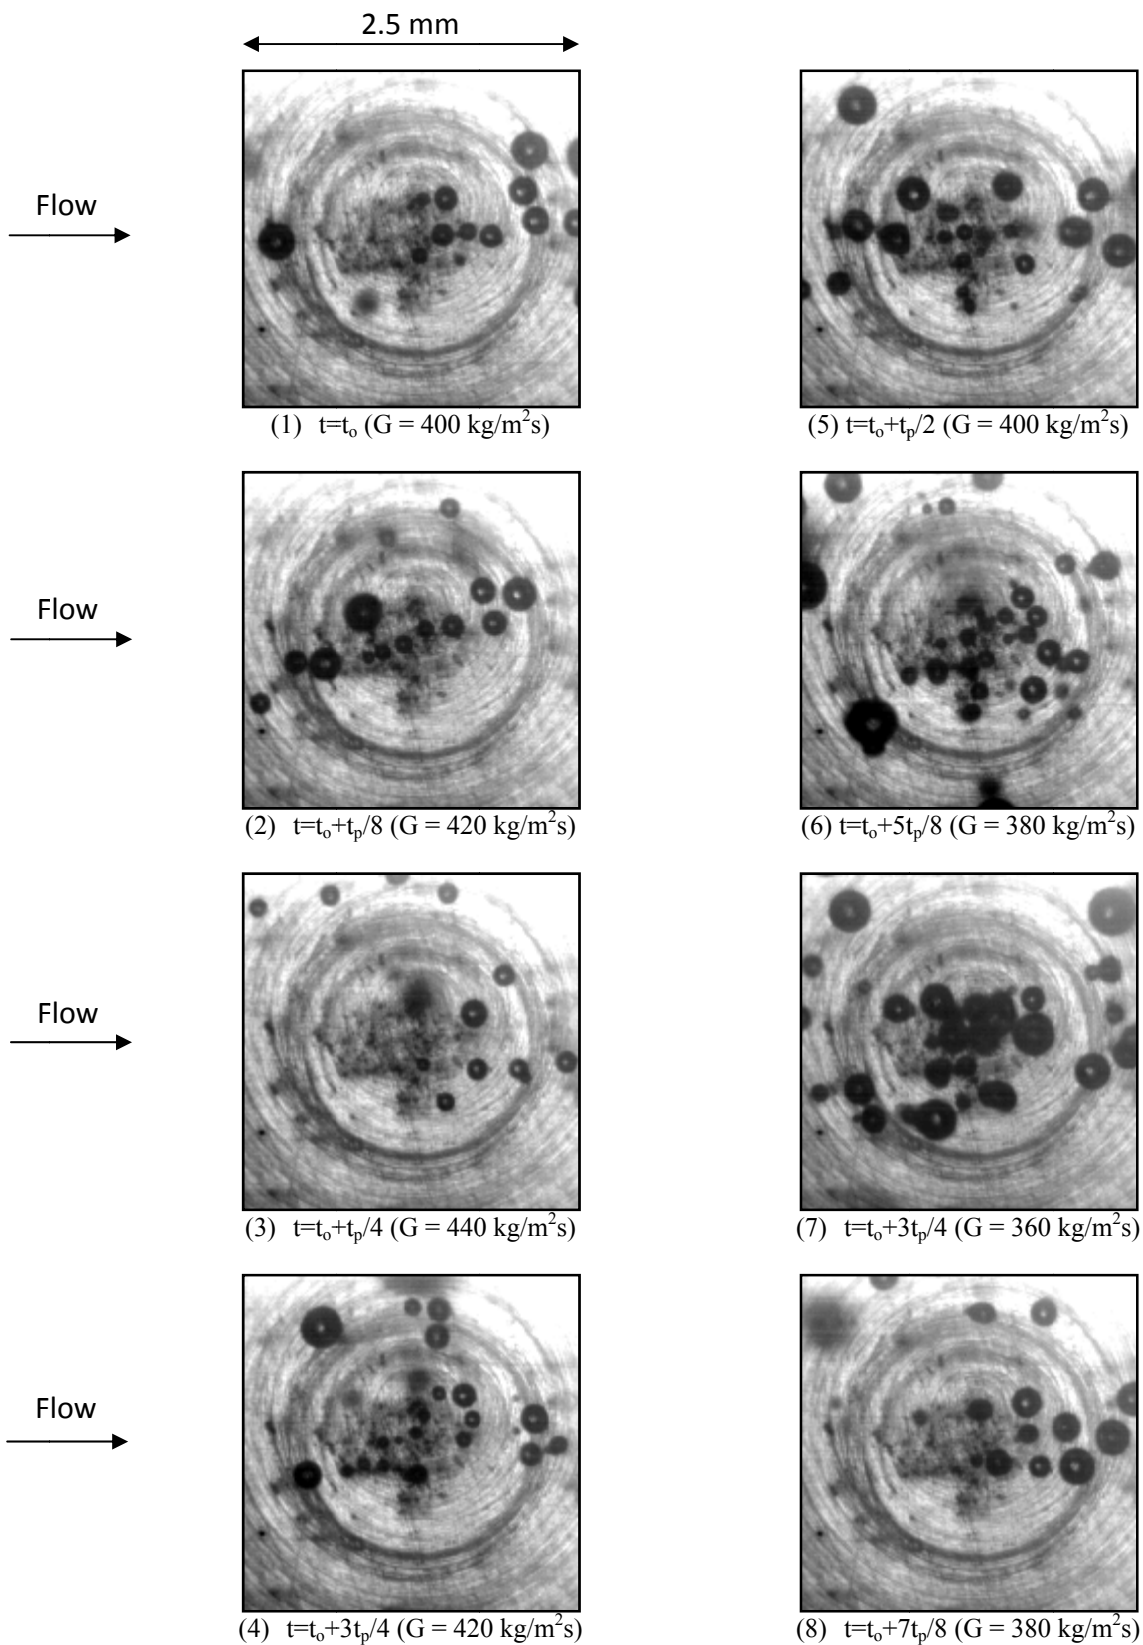 2.5 mm
Flow
(1) t=tₒ (G = 400 kg/m²s)
(5) t=tₒ+tₚ/2 (G = 400 kg/m²s)
Flow
(2) t=tₒ+tₚ/8 (G = 420 kg/m²s)
(6) t=tₒ+5tₚ/8 (G = 380 kg/m²s)
Flow
(3) t=tₒ+tₚ/4 (G = 440 kg/m²s)
(7) t=tₒ+3tₚ/4 (G = 360 kg/m²s)
Flow
(4) t=tₒ+3tₚ/4 (G = 420 kg/m²s)
(8) t=tₒ+7tₚ/8 (G = 380 kg/m²s)